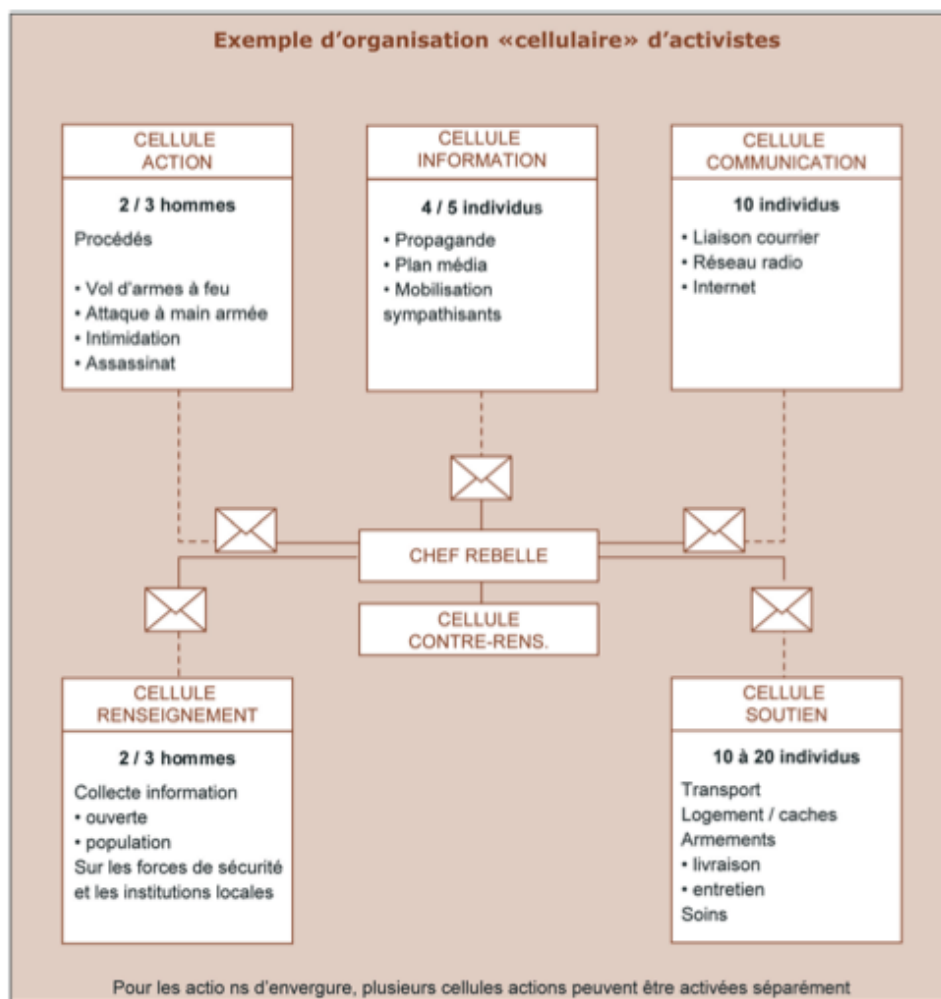 Exemple d'organisation «cellulaire» d'activistes
CELLULE
ACTION
2 / 3 hommes
Procédés
• Vol d'armes à feu
• Attaque à main armée
• Intimidation
• Assassinat
CELLULE
INFORMATION
4 / 5 individus
• Propagande
• Plan média
• Mobilisation
sympathisants
CELLULE
COMMUNICATION
10 individus
• Liaison courrier
• Réseau radio
• Internet
CHEF REBELLE
CELLULE
CONTRE-RENS.
CELLULE
RENSEIGNEMENT
2 / 3 hommes
Collecte information
• ouverte
• population
Sur les forces de sécurité
et les institutions locales
CELLULE
SOUTIEN
10 à 20 individus
Transport
Logement / caches
Armements
• livraison
• entretien
Soins
Pour les actio ns d'envergure, plusieurs cellules actions peuvent être activées séparément